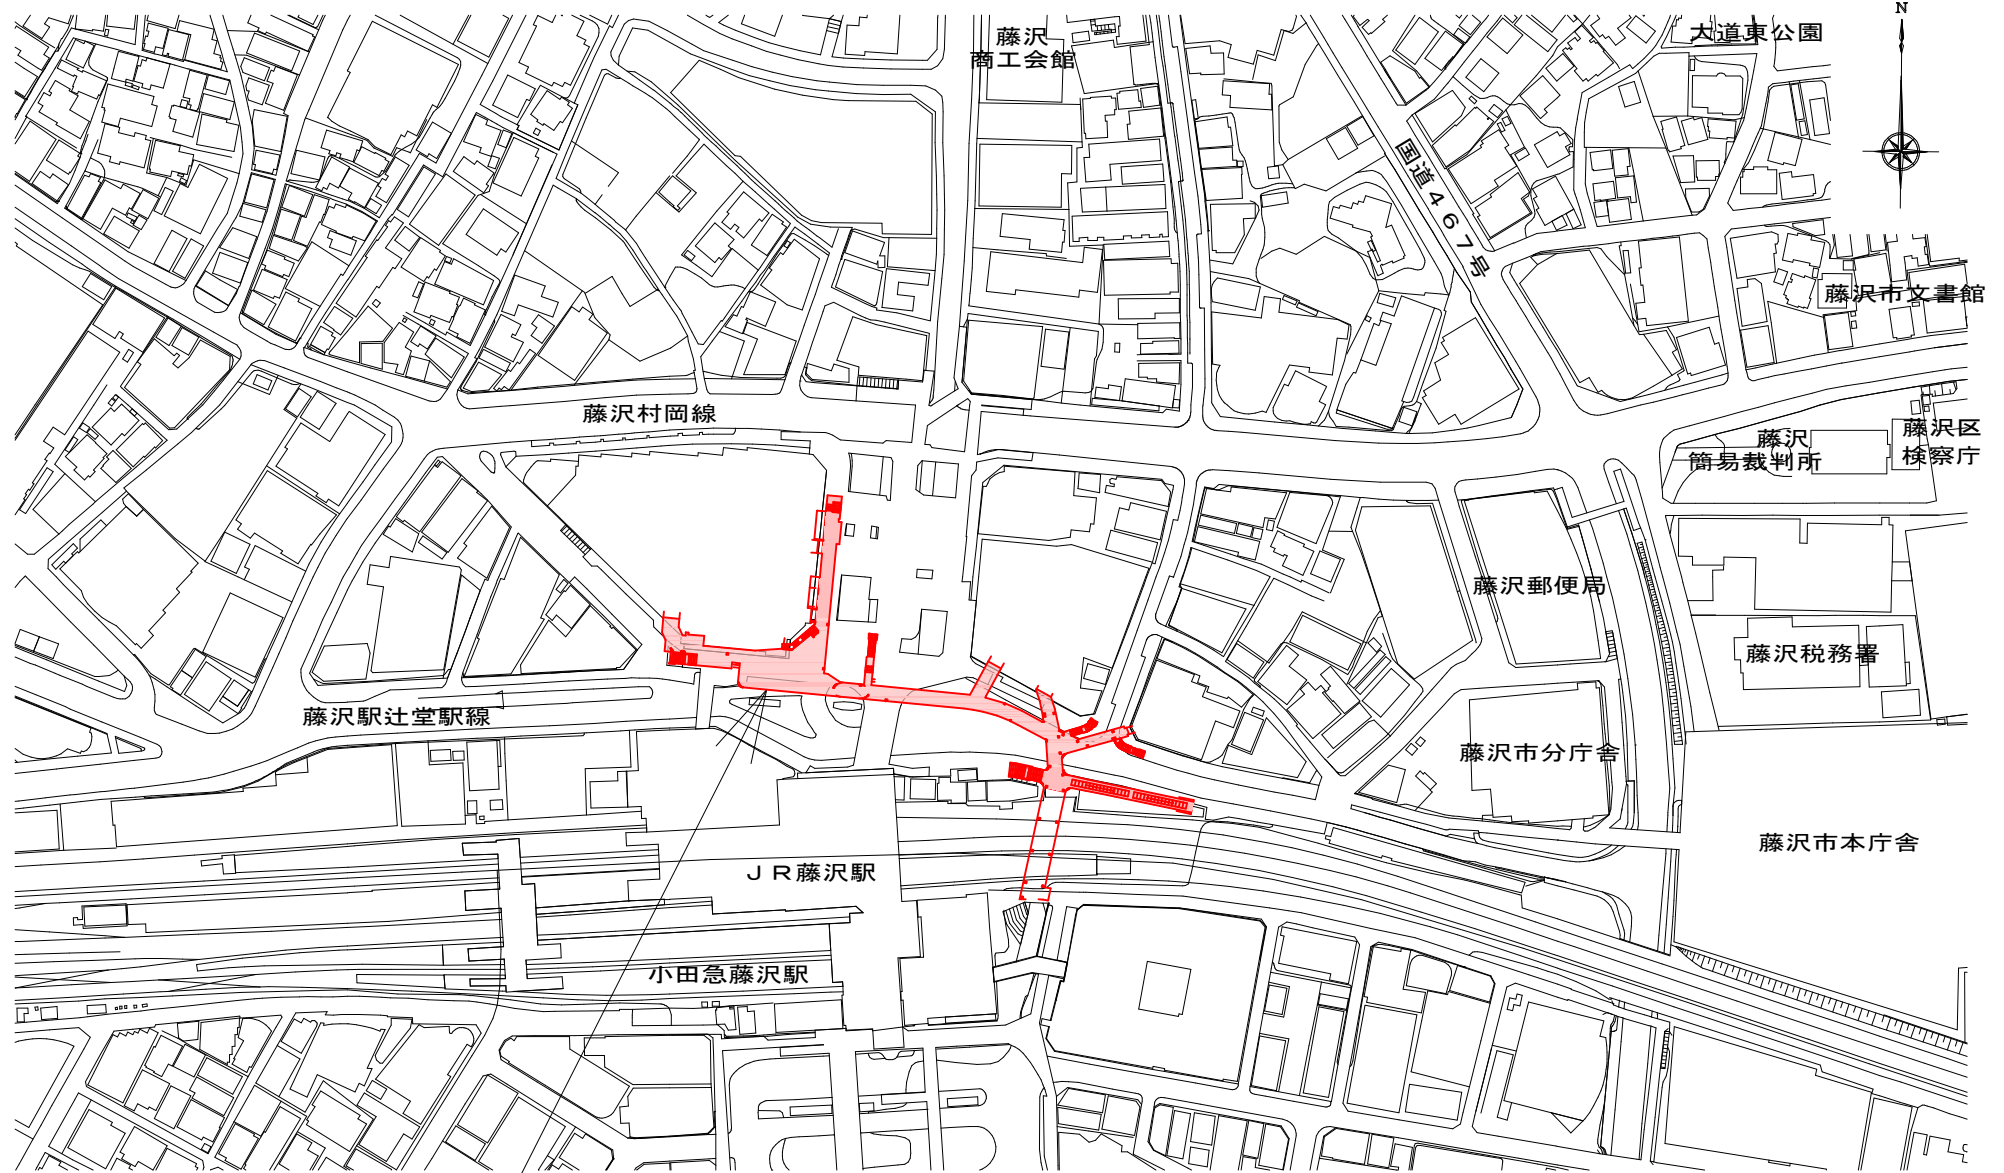 N
藤沢
商工会館
大道東公園
国道467号
藤沢市文書館
藤沢村岡線
藤沢
簡易裁判所
藤沢区
検察庁
藤沢郵便局
藤沢税務署
藤沢駅辻堂駅線
藤沢市分庁舎
藤沢市本庁舎
JR藤沢駅
小田急藤沢駅